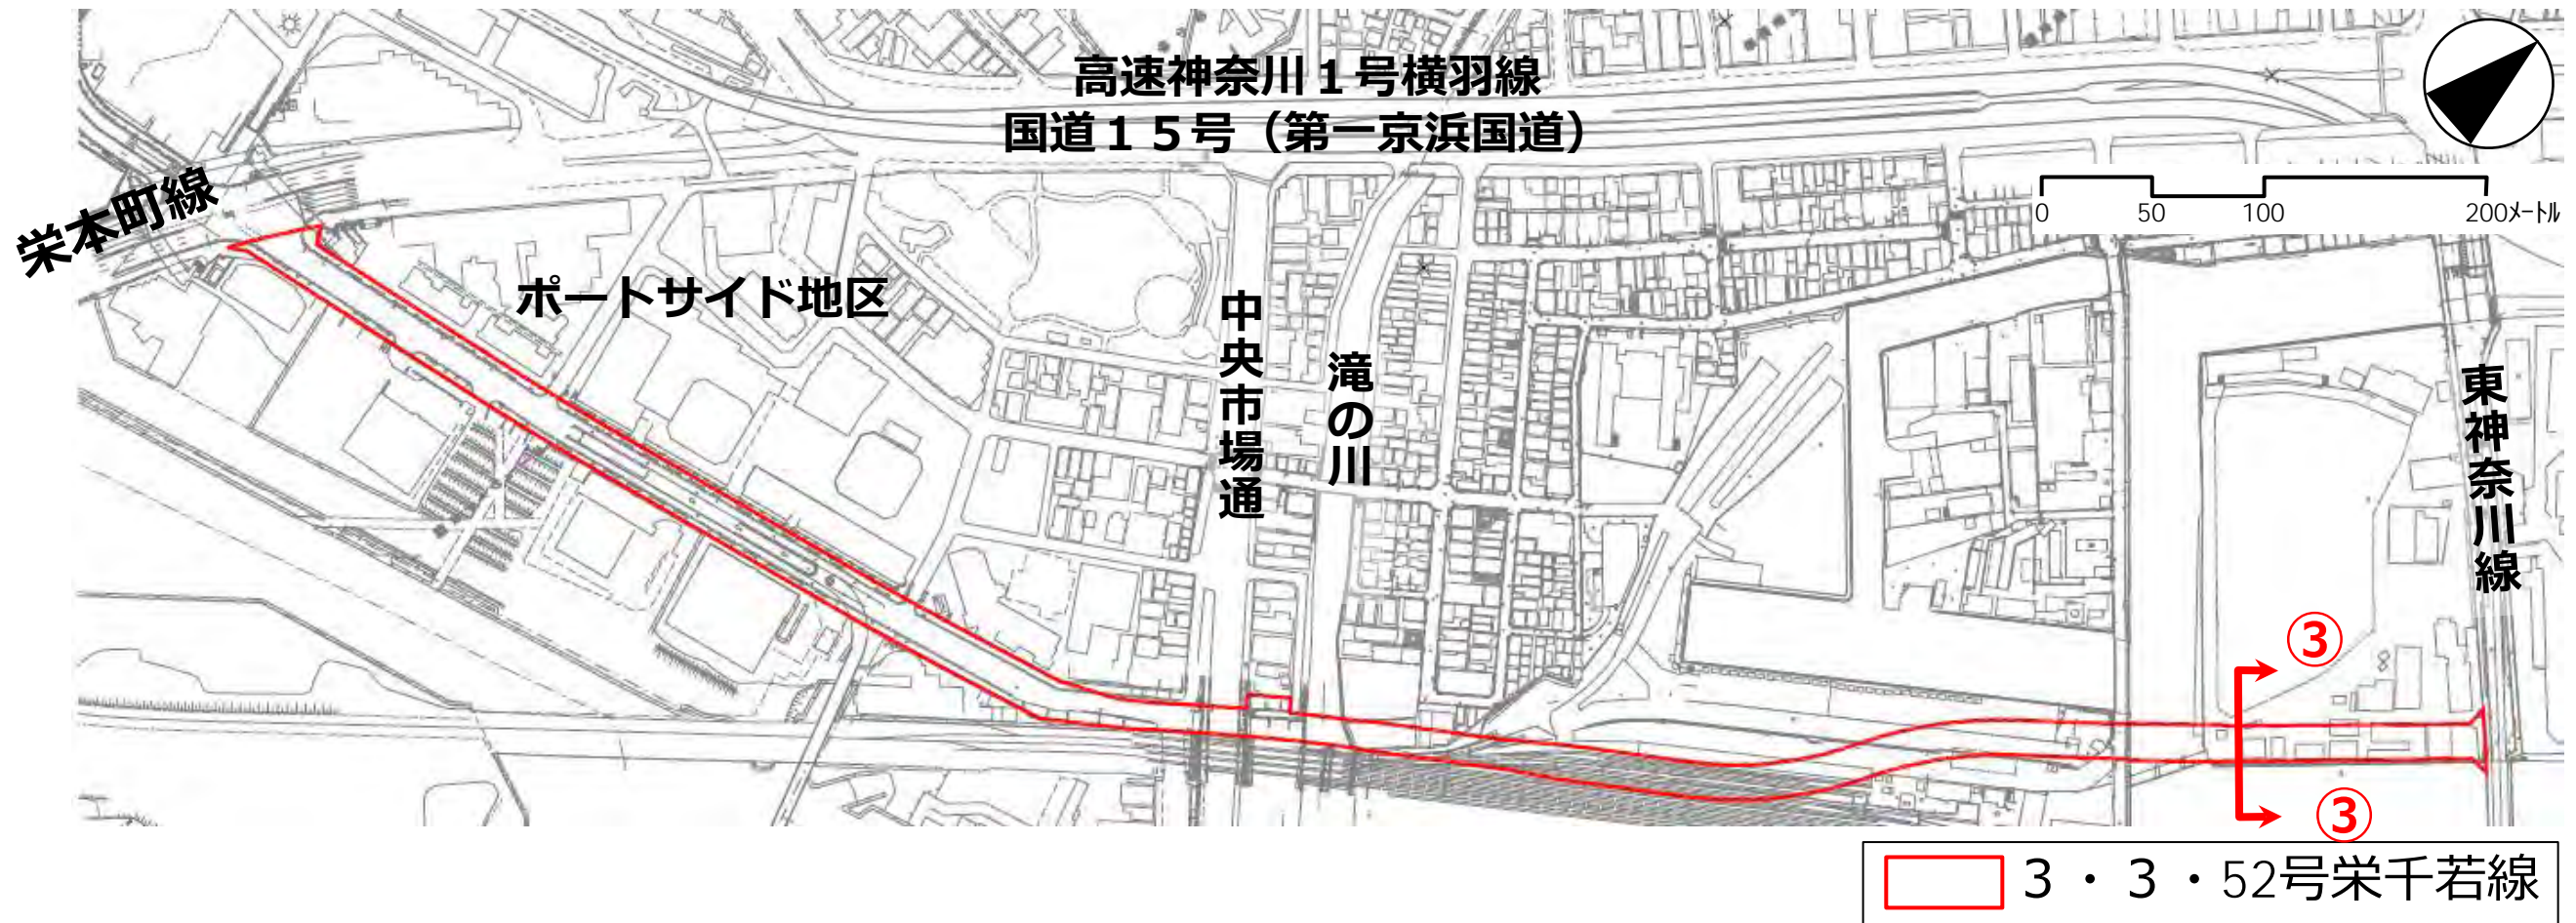 高速神奈川１号横羽線
国道１５号（第一京浜国道）
栄本町線
ポートサイド地区
中央市場通
滝の川
東神奈川線
0 50 100 200メートル
③
③
３・３・52号栄千若線